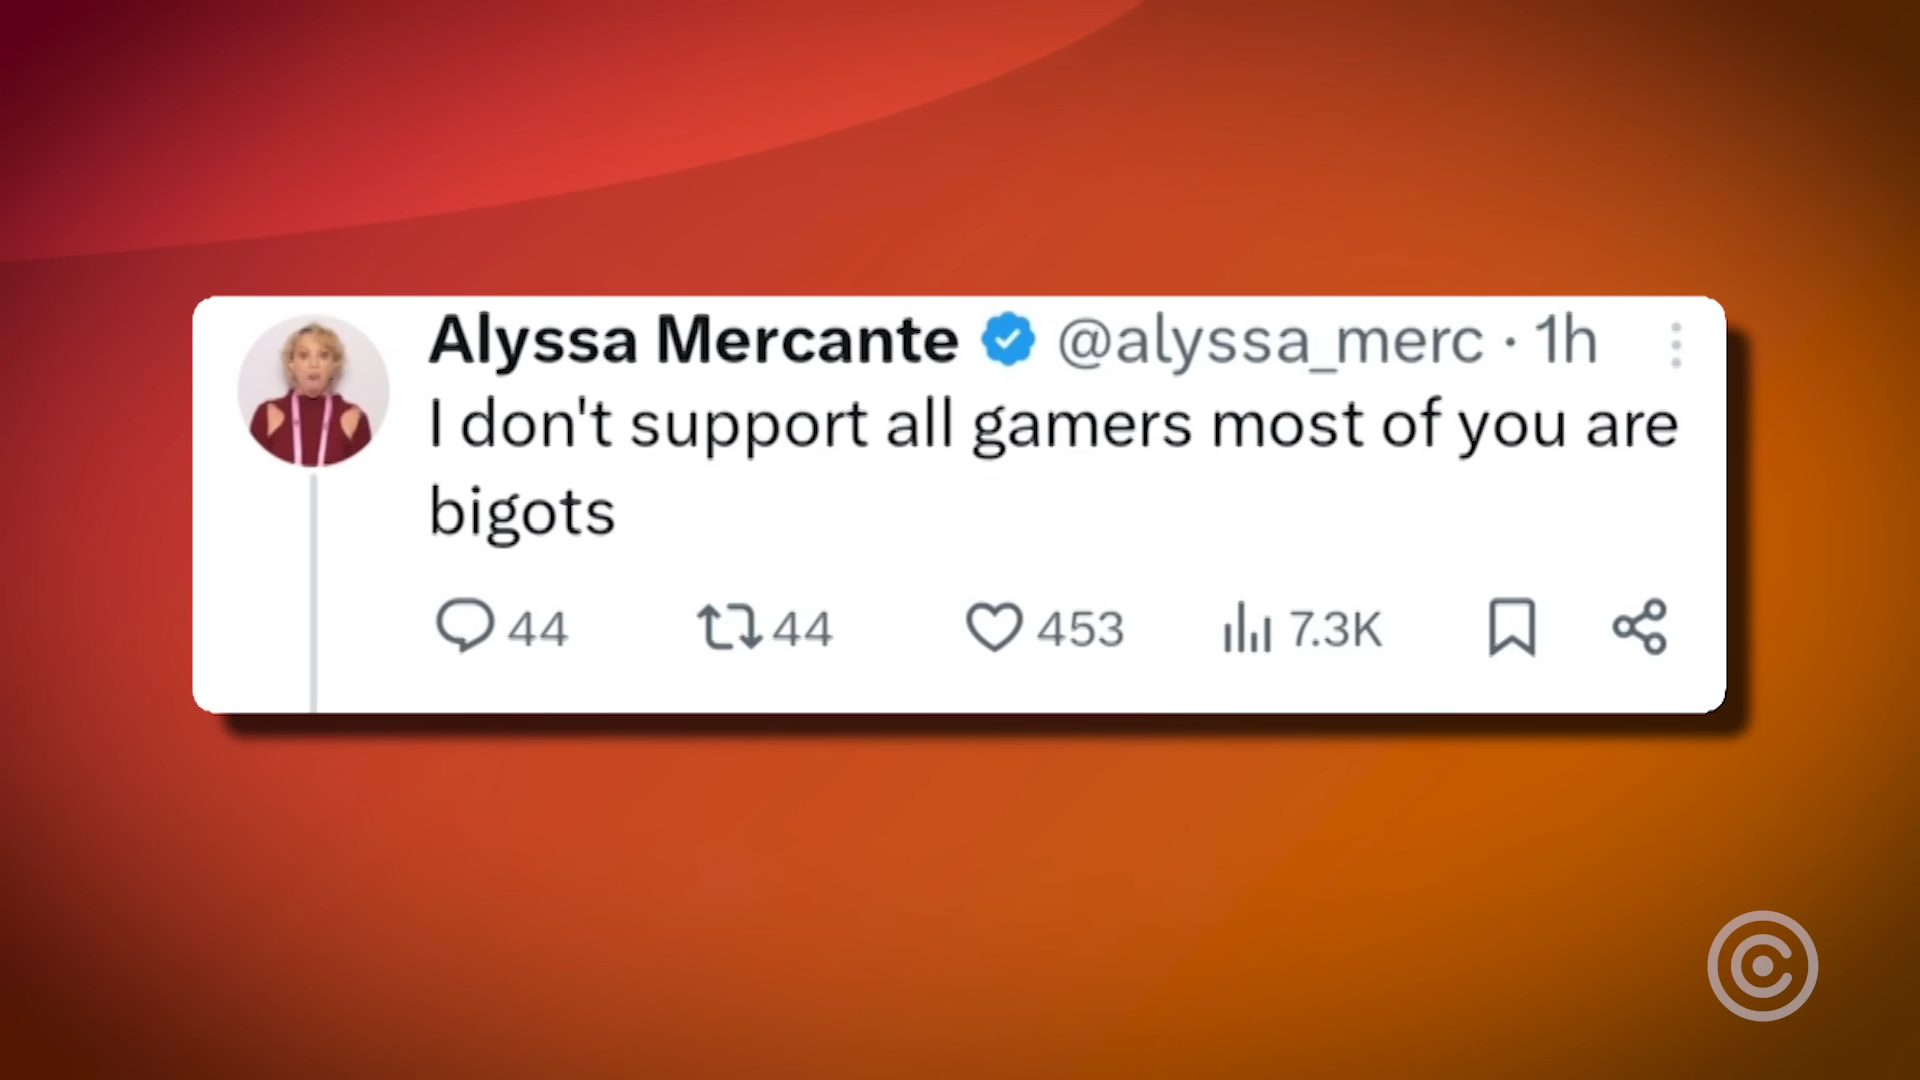 Alyssa Mercante @alyssa_merc · 1h
I don't support all gamers most of you are
bigots
44 44 453 7.3K